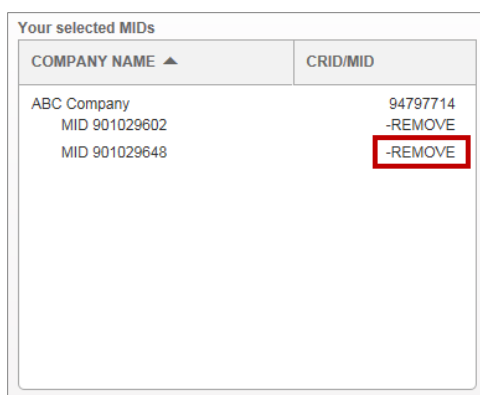 Your selected MIDs
COMPANY NAME ▲ CRID/MID
ABC Company 94797714
MID 901029602 -REMOVE
MID 901029648 -REMOVE